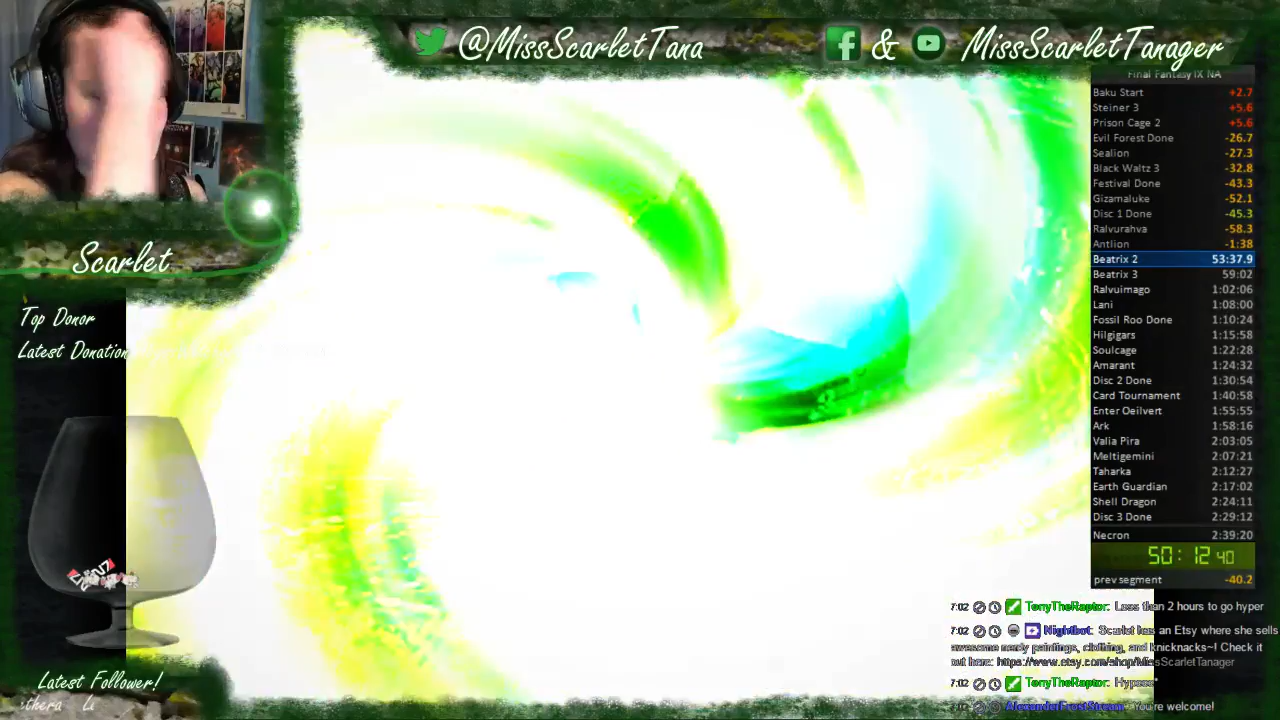 @MissScarletTana
& MissScarletTanager
Scarlet
Top Donor
Latest Donation
Latest Follower!
Final Fantasy IX NA
Baku Start +2.7
Steiner 3 +5.6
Prison Cage 2 +5.6
Evil Forest Done -26.7
Sealion -27.3
Black Waltz 3 -32.8
Festival Done -43.3
Gizamaluke -52.1
Disc 1 Done -45.3
Ralvurahva -58.3
Antlion -1:38
Beatrix 2 53:37.9
Beatrix 3 59:02
Ralvuimago 1:02:06
Lani 1:08:00
Fossil Roo Done 1:10:24
Hilgigars 1:15:58
Soulcage 1:22:28
Amarant 1:24:32
Disc 2 Done 1:30:54
Card Tournament 1:40:58
Enter Oeilvert 1:55:55
Ark 1:58:16
Valia Pira 2:03:05
Meltigemini 2:07:21
Taharka 2:12:27
Earth Guardian 2:17:02
Shell Dragon 2:24:11
Disc 3 Done 2:29:12
Necron 2:39:20
50:12 40
prev segment -40.2
7:02 TonyTheRaptor: Less than 2 hours to go hyper
7:02 Nightbot: Scarlet has an Etsy where she sells
awesome nerdy paintings, clothing, and knicknacks~! Check it
out here: https://www.etsy.com/shop/MissScarletTanager
7:02 TonyTheRaptor: Hypeee*
7:02 AlexanderFrostStream: You're welcome!